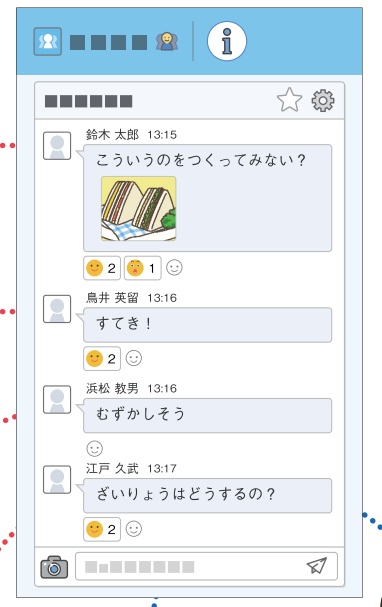 鈴木 太郎 13:15
こういうのをつくってみない？
2 1
鳥井 英留 13:16
すてき！
2
浜松 教男 13:16
むずかしそう
江戸 久武 13:17
ざいりょうはどうするの？
2